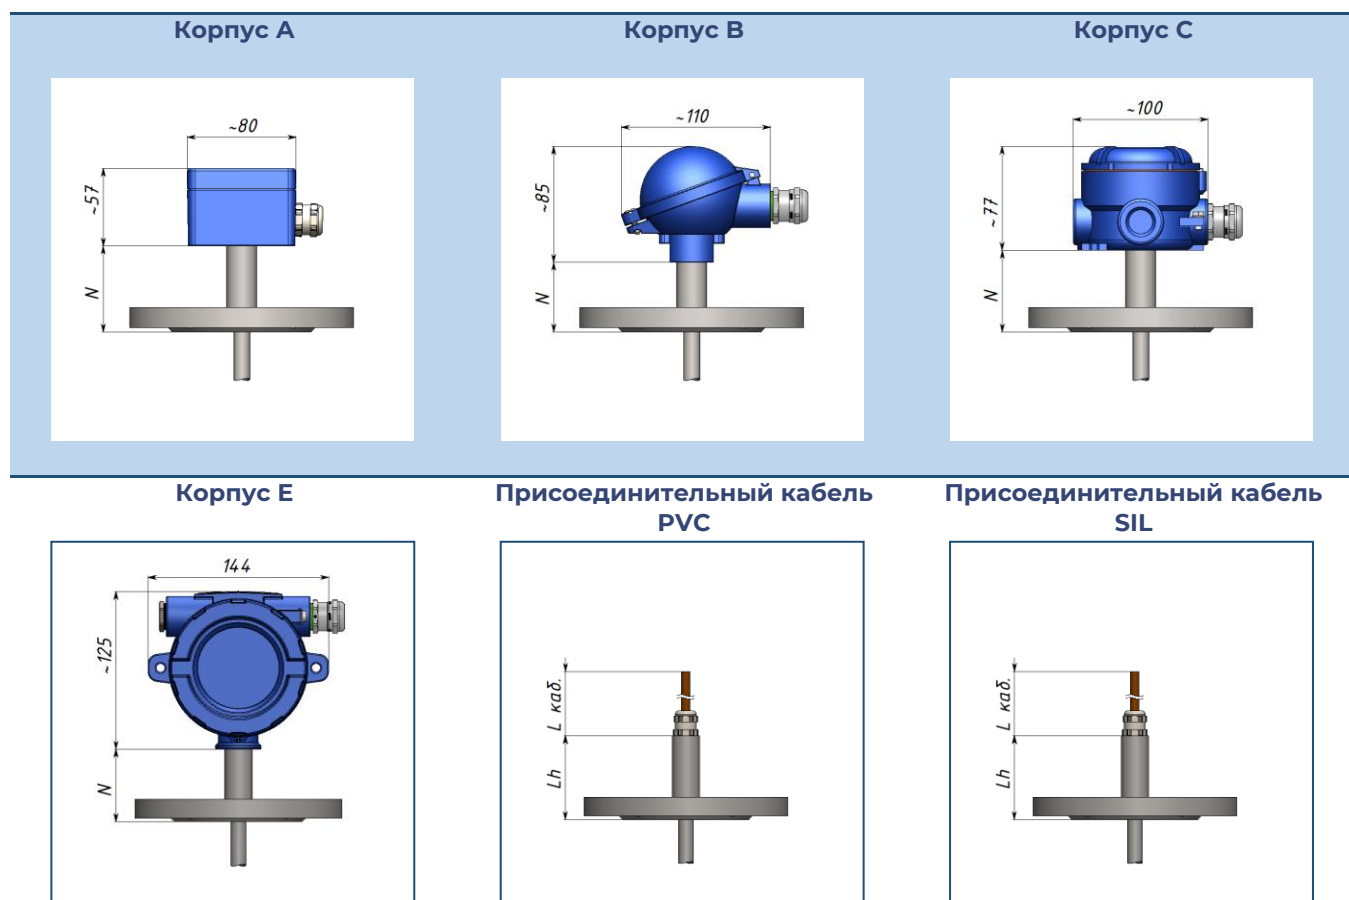 Корпус A
Корпус B
Корпус C
~80
~57
N
~110
~85
N
~100
~77
N
Корпус E
Присоединительный кабель
PVC
Присоединительный кабель
SIL
144
~125
N
L каб.
Lh
L каб.
Lh